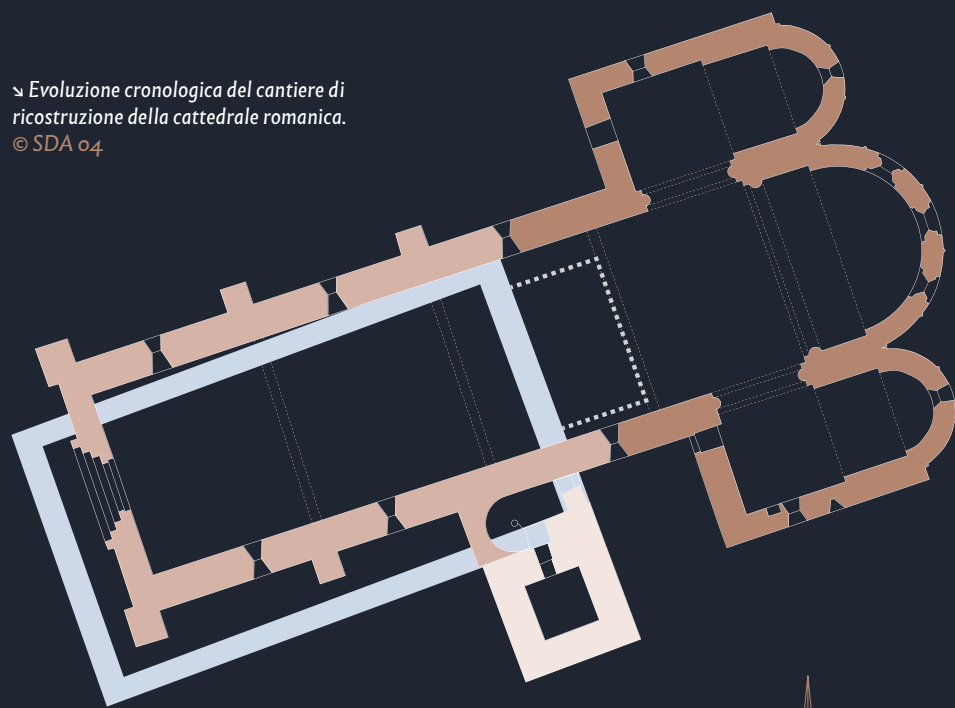 ↘ Evoluzione cronologica del cantiere di
ricostruzione della cattedrale romanica.
© SDA 04